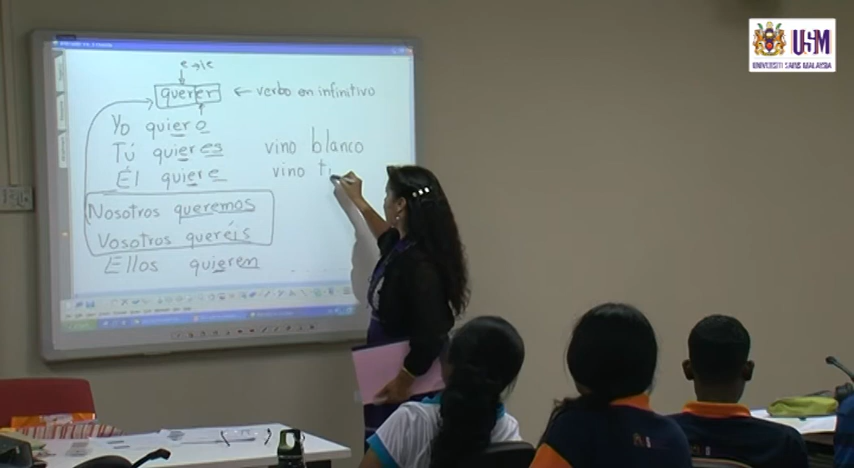 e → ie
querer ← verbo en infinitivo
Yo quiero
Tú quieres
Él quiere
Nosotros queremos
Vosotros queréis
Ellos quieren
vino blanco
vino ti
USM
UNIVERSITI SAINS MALAYSIA